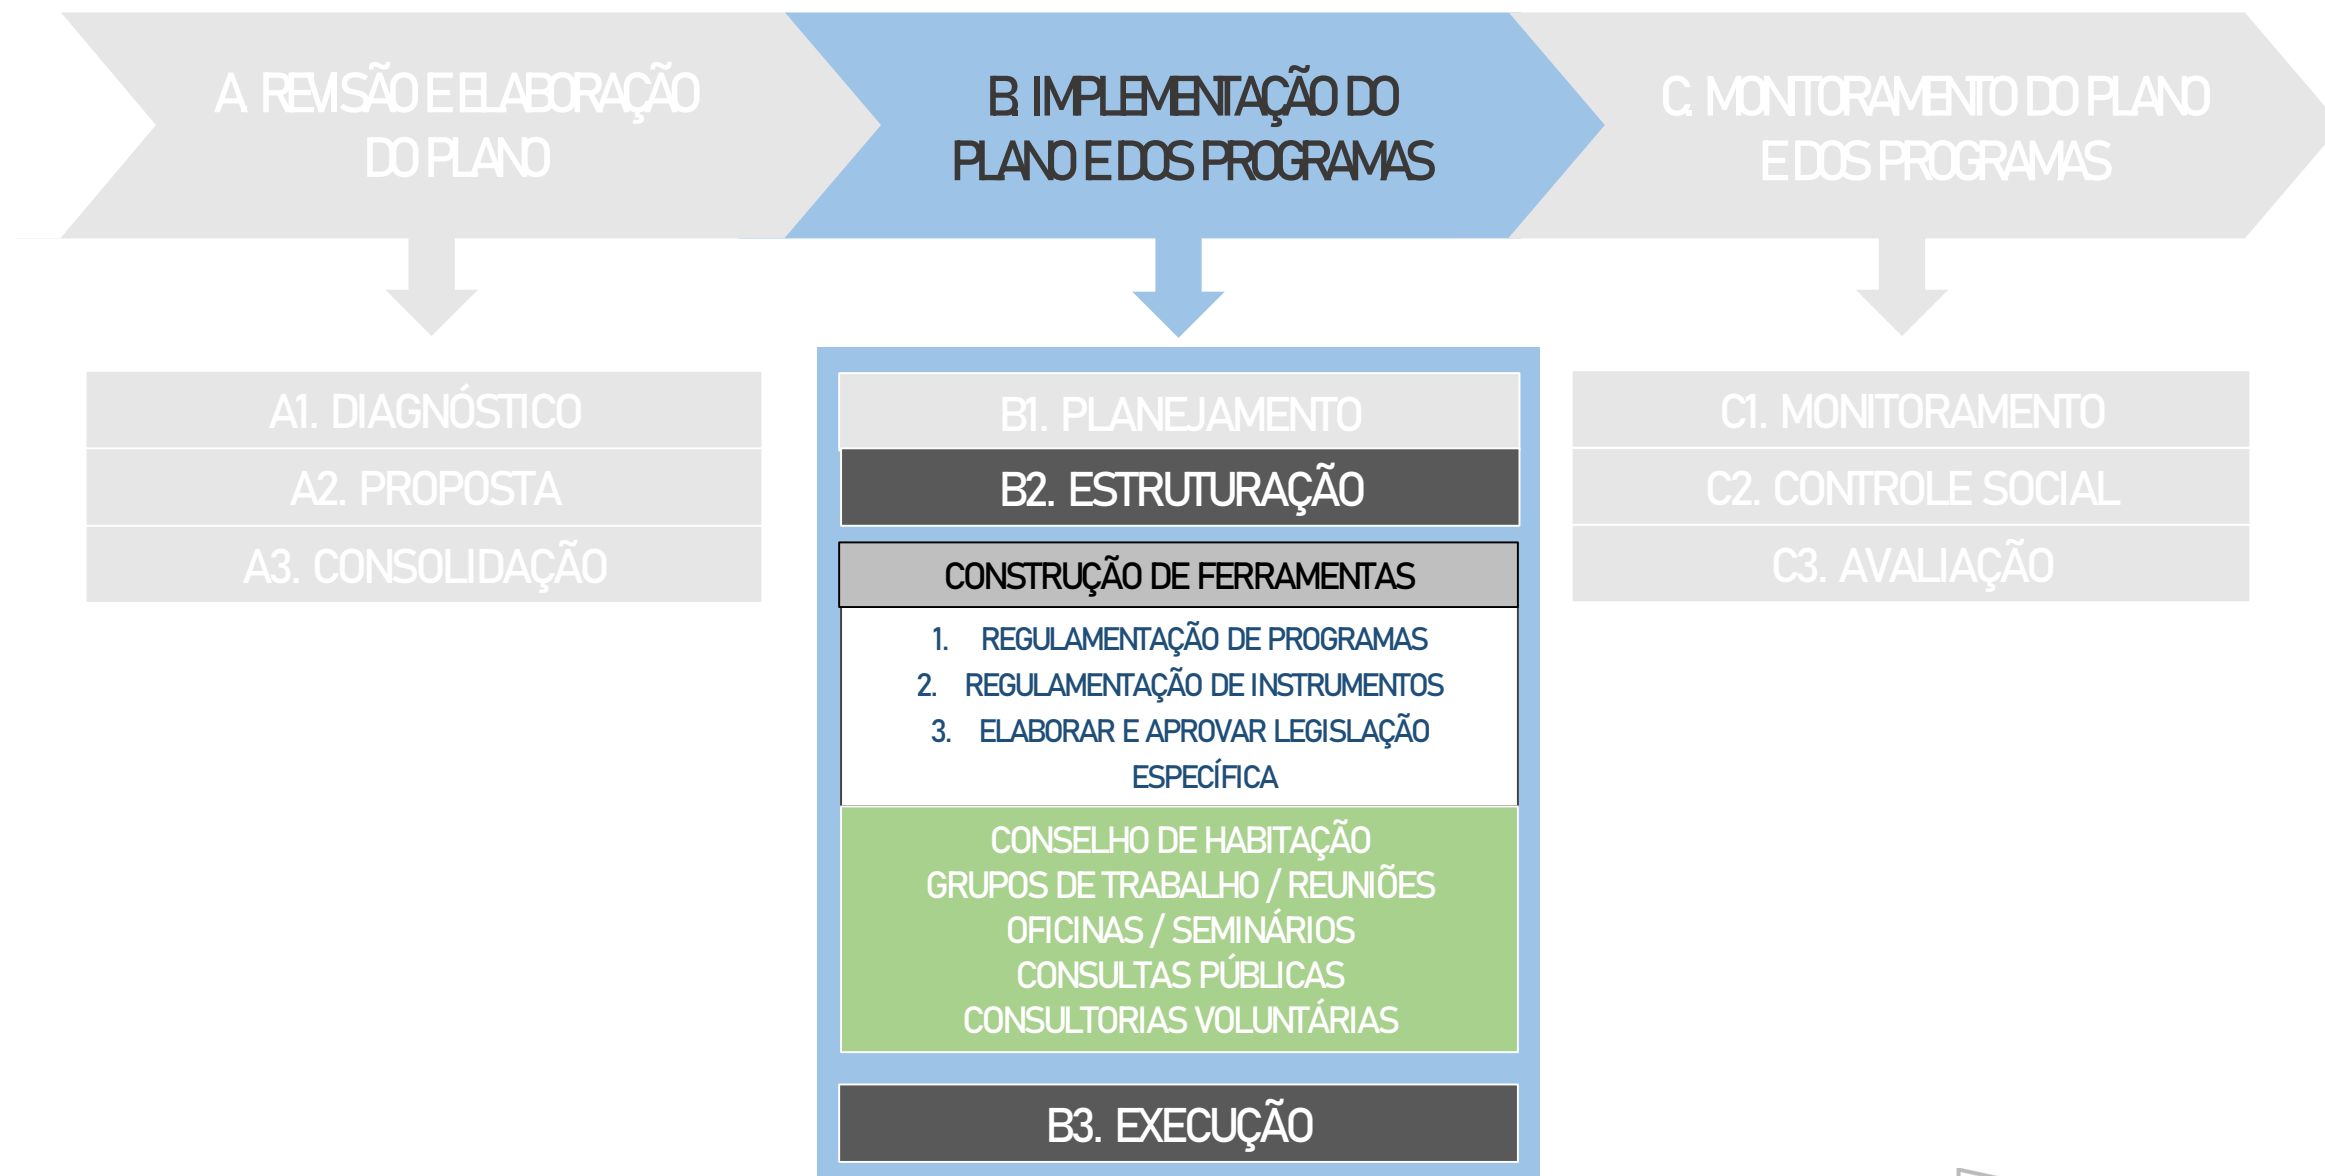 A. REVISÃO E ELABORAÇÃO
DO PLANO
B. IMPLEMENTAÇÃO DO
PLANO E DOS PROGRAMAS
C. MONITORAMENTO DO PLANO
E DOS PROGRAMAS
A1. DIAGNÓSTICO
A2. PROPOSTA
A3. CONSOLIDAÇÃO
B1. PLANEJAMENTO
B2. ESTRUTURAÇÃO
CONSTRUÇÃO DE FERRAMENTAS
1. REGULAMENTAÇÃO DE PROGRAMAS
2. REGULAMENTAÇÃO DE INSTRUMENTOS
3. ELABORAR E APROVAR LEGISLAÇÃO
ESPECÍFICA
CONSELHO DE HABITAÇÃO
GRUPOS DE TRABALHO / REUNIÕES
OFICINAS / SEMINÁRIOS
CONSULTAS PÚBLICAS
CONSULTORIAS VOLUNTÁRIAS
B3. EXECUÇÃO
C1. MONITORAMENTO
C2. CONTROLE SOCIAL
C3. AVALIAÇÃO